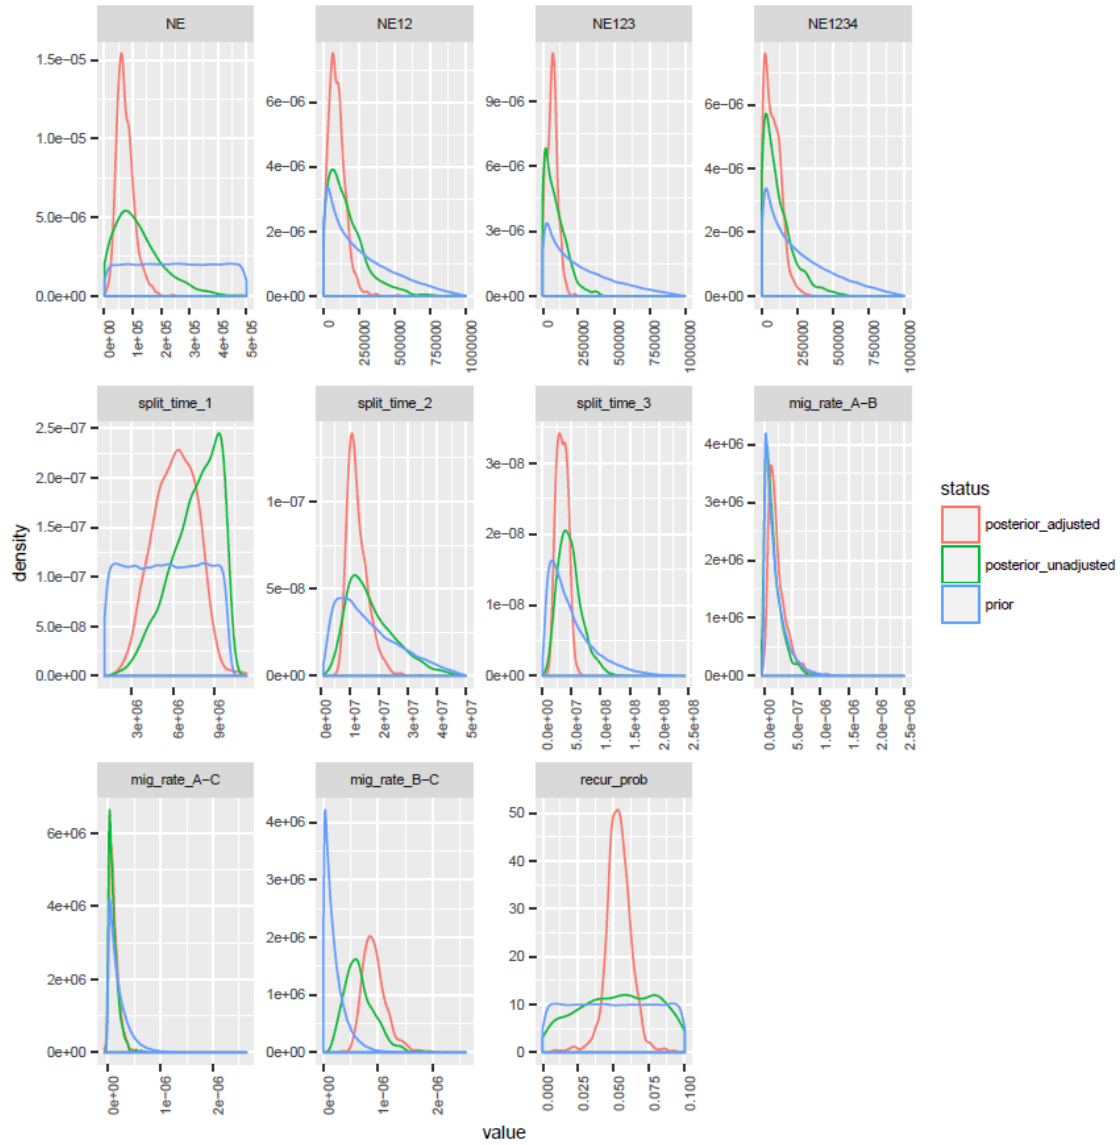 NE NE12 NE123 NE1234
1.5e−05
1.0e−05
5.0e−06
0.0e+00
6e−06
4e−06
2e−06
0e+00
9e−06
6e−06
3e−06
0e+00
6e−06
4e−06
2e−06
0e+00
0e+00 1e+05 2e+05 3e+05 4e+05 5e+05
0 250000 500000 750000 1000000
0 250000 500000 750000 1000000
0 250000 500000 750000 1000000
split_time_1 split_time_2 split_time_3 mig_rate_A−B
2.5e−07
2.0e−07
1.5e−07
1.0e−07
5.0e−08
0.0e+00
1e−07
5e−08
0e+00
3e−08
2e−08
1e−08
0e+00
4e+06
3e+06
2e+06
1e+06
0e+00
3e+06 6e+06 9e+06
0e+00 1e+07 2e+07 3e+07 4e+07 5e+07
0.0e+00 5.0e+07 1.0e+08 1.5e+08 2.0e+08 2.5e+08
0.0e+00 5.0e−07 1.0e−06 1.5e−06 2.0e−06 2.5e−06
density
status
posterior_adjusted
posterior_unadjusted
prior
mig_rate_A−C mig_rate_B−C recur_prob
6e+06
4e+06
2e+06
0e+00
4e+06
3e+06
2e+06
1e+06
0e+00
50
40
30
20
10
0
0e+00 1e−06 2e−06
0e+00 1e−06 2e−06
0.000 0.025 0.050 0.075 0.100
value